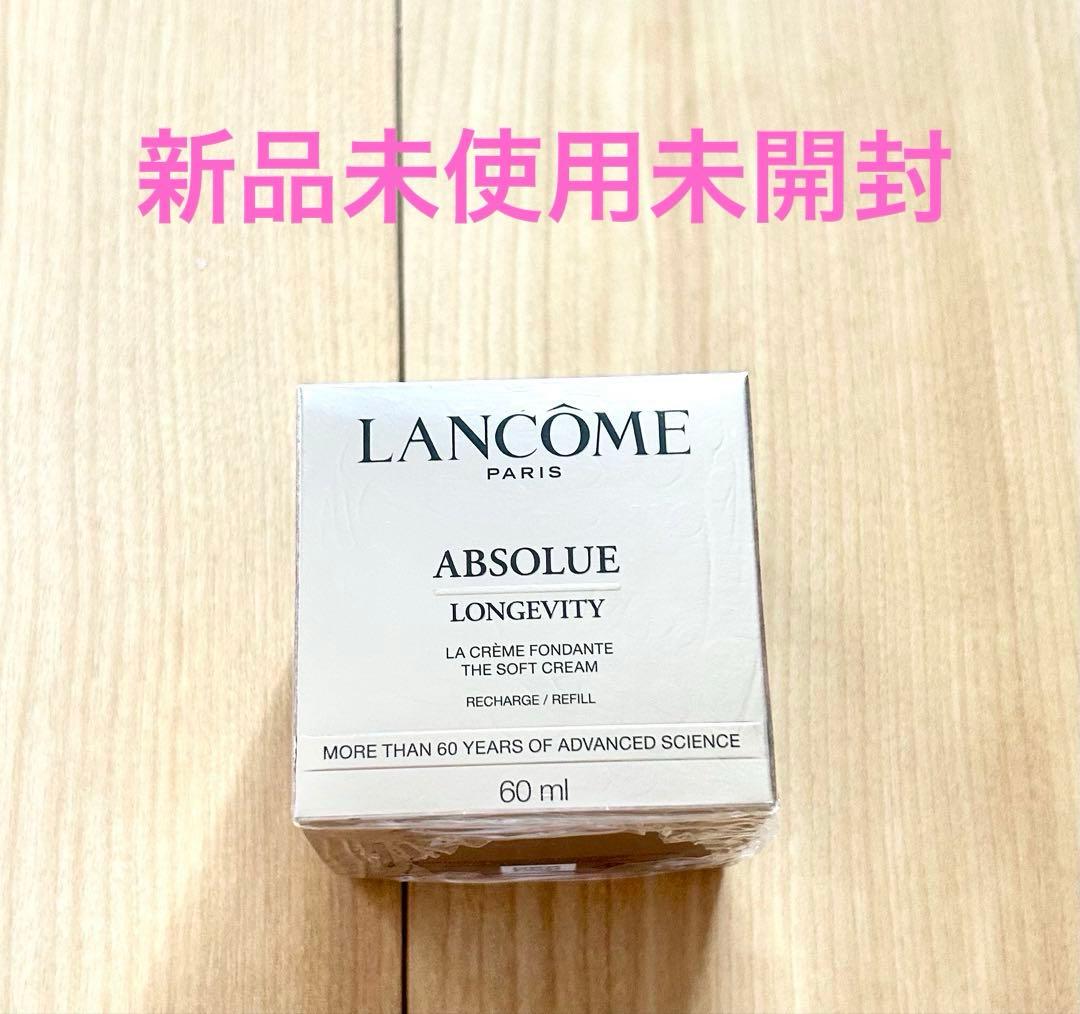 新品未使用未開封
LANCÔME
PARIS
ABSOLUE
LONGEVITY
LA CRÈME FONDANTE
THE SOFT CREAM
RECHARGE / REFILL
MORE THAN 60 YEARS OF ADVANCED SCIENCE
60 ml